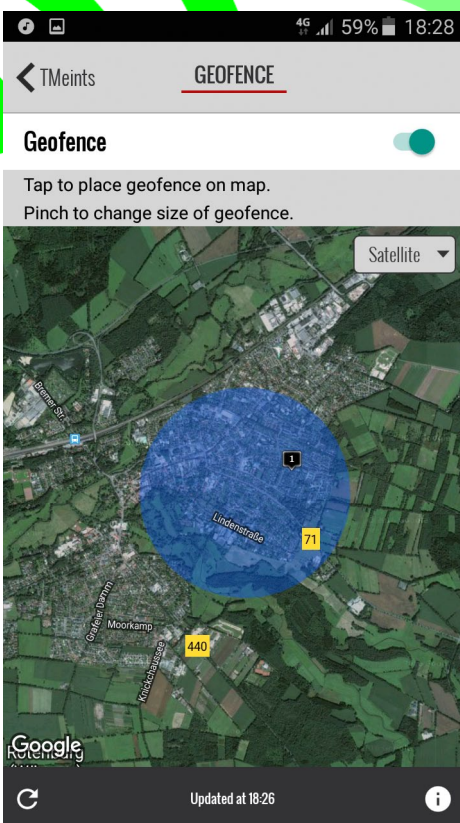 4G 59% 18:28
TMeints GEOFENCE
Geofence
Tap to place geofence on map.
Pinch to change size of geofence.
Satellite
Bremer Str.
1
Lindenstraße
71
Grafeler Damm
Moorkamp
440
Knickchaussee
Google
Updated at 18:26